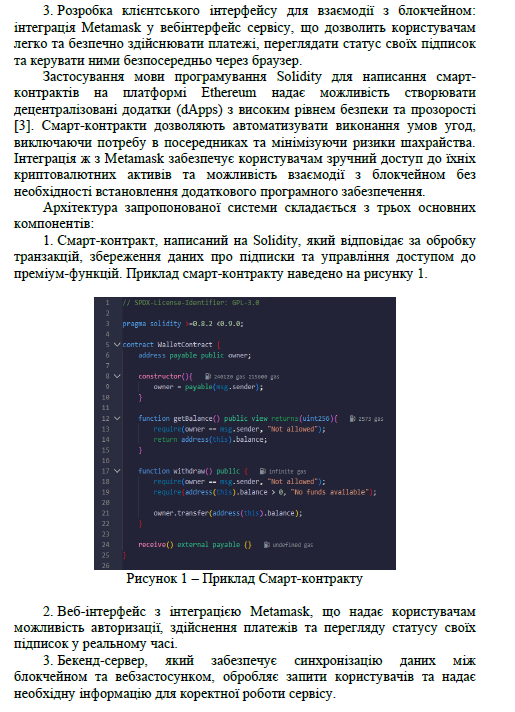 3. Розробка клієнтського інтерфейсу для взаємодії з блокчейном:
інтеграція Metamask у вебінтерфейс сервісу, що дозволить користувачам
легко та безпечно здійснювати платежі, переглядати статус своїх підписок
та керувати ними безпосередньо через браузер.
Застосування мови програмування Solidity для написання смарт-
контрактів на платформі Ethereum надає можливість створювати
децентралізовані додатки (dApps) з високим рівнем безпеки та прозорості
[3]. Смарт-контракти дозволяють автоматизувати виконання умов угод,
виключаючи потребу в посередниках та мінімізуючи ризики шахрайства.
Інтеграція ж з Metamask забезпечує користувачам зручний доступ до їхніх
криптовалютних активів та можливість взаємодії з блокчейном без
необхідності встановлення додаткового програмного забезпечення.
Архітектура запропонованої системи складається з трьох основних
компонентів:
1. Смарт-контракт, написаний на Solidity, який відповідає за обробку
транзакцій, збереження даних про підписки та управління доступом до
преміум-функцій. Приклад смарт-контракту наведено на рисунку 1.
1 // SPDX-License-Identifier: GPL-3.0
2
3 pragma solidity >=0.8.2 <0.9.0;
4
5 contract WalletContract {
6 address payable public owner;
7
8 constructor(){ gas gas
9 owner = payable(msg.sender);
10 }
11
12 function getBalance() public view returns(uint256){ 2573 gas
13 require(owner == msg.sender, "Not allowed");
14 return address(this).balance;
15 }
16
17 function withdraw() public { infinite gas
18 require(owner == msg.sender, "Not allowed");
19 require(address(this).balance > 0, "No funds available");
20
21 owner.transfer(address(this).balance);
22 }
23
24 receive() external payable {} undefined gas
25 }
26
Рисунок 1 – Приклад Смарт-контракту
2. Веб-інтерфейс з інтеграцією Metamask, що надає користувачам
можливість авторизації, здійснення платежів та перегляду статусу своїх
підписок у реальному часі.
3. Бекенд-сервер, який забезпечує синхронізацію даних між
блокчейном та вебзастосунком, обробляє запити користувачів та надає
необхідну інформацію для коректної роботи сервісу.